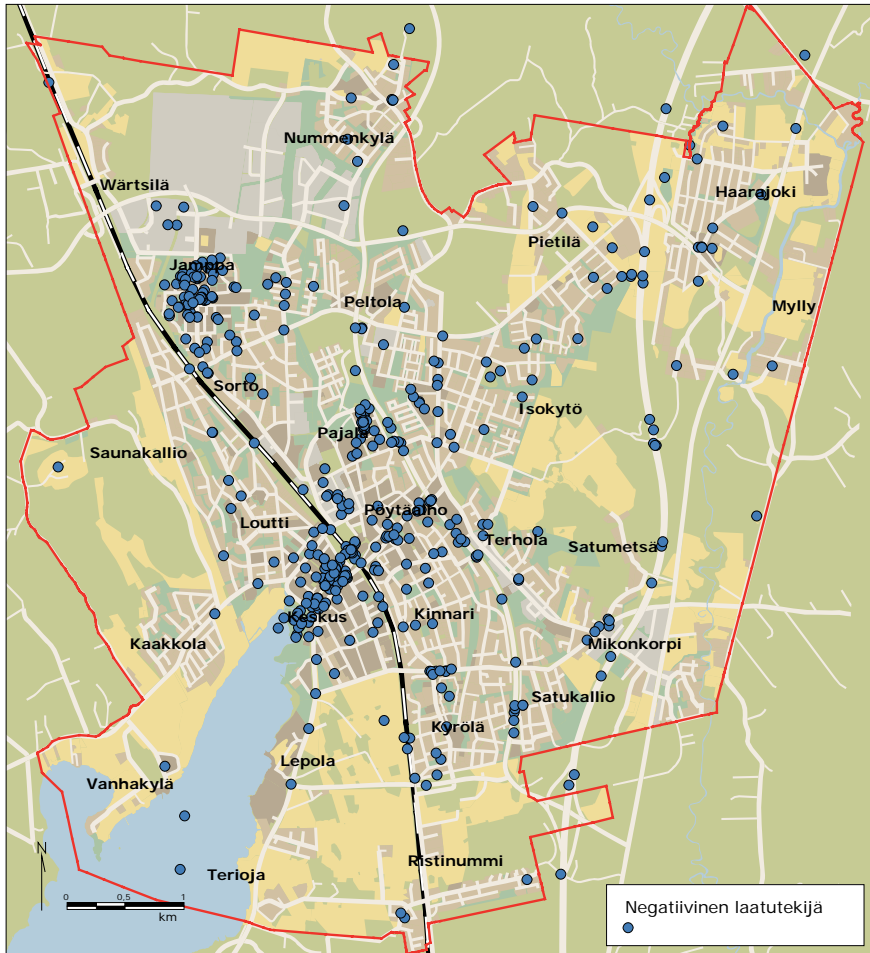 Nummenkylä
Wärtsilä
Haarajoki
Pietilä
Jamppa
Peltola
Mylly
Sorto
Isokytö
Pajala
Saunakallio
Pöytäalho
Loutti
Terhola
Satumetsä
Keskus
Kinnari
Kaakkola
Mikonkorpi
Satukallio
Kyrölä
Lepola
Vanhakylä
N
Ristinummi
Terioja
0 0,5 1
km
Negatiivinen laatutekijä